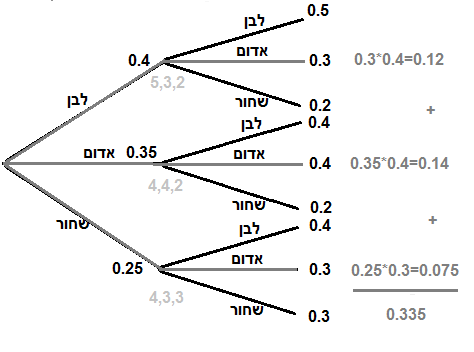 לבן 0.5
0.4 אדום 0.3 0.3*0.4=0.12
5,3,2
לבן שחור 0.2 +
לבן 0.4
אדום 0.35 אדום 0.4 0.35*0.4=0.14
4,4,2
שחור 0.2 +
שחור לבן 0.4
0.25 אדום 0.3 0.25*0.3=0.075
4,3,3
שחור 0.3 0.335